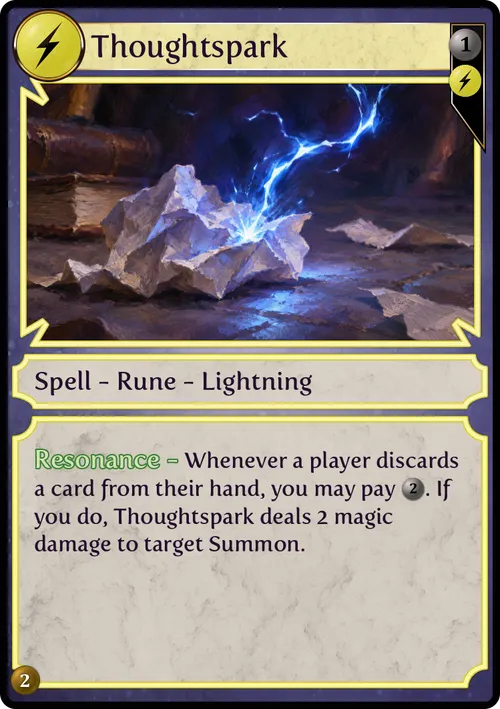 Thoughtspark
1
Spell - Rune - Lightning
Resonance - Whenever a player discards
a card from their hand, you may pay 2. If
you do, Thoughtspark deals 2 magic
damage to target Summon.
2